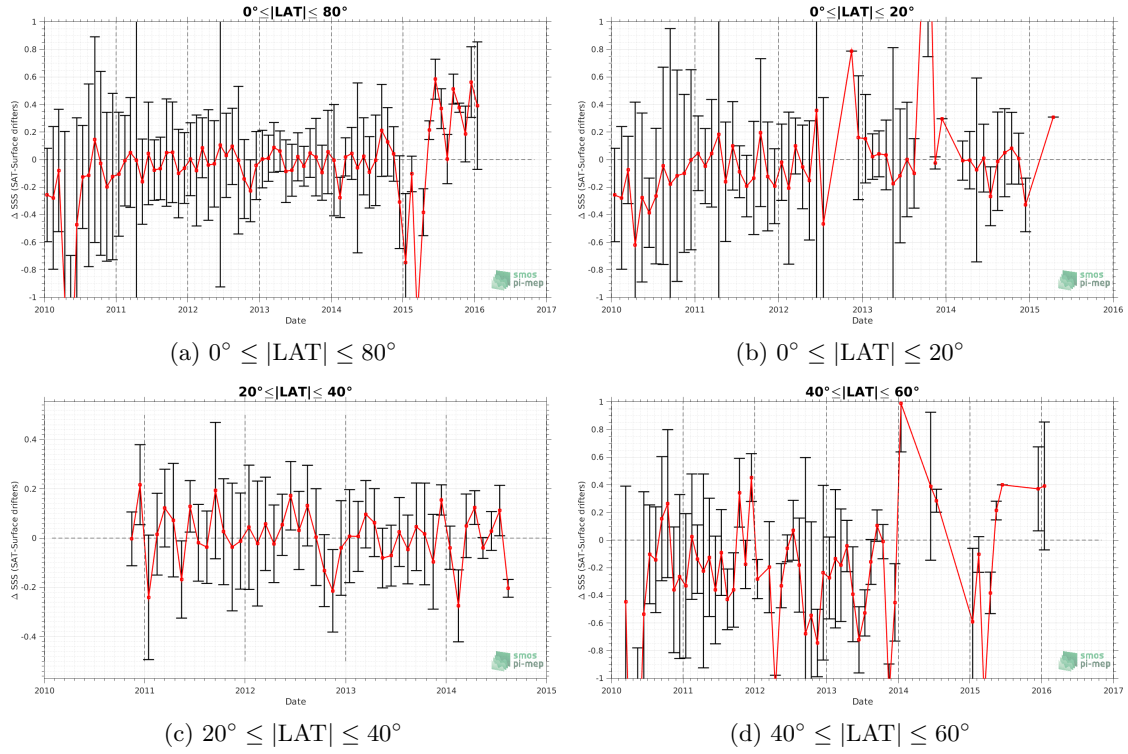 0°≤|LAT|≤ 80°
Δ SSS (SAT-Surface drifters)
1
0.8
0.6
0.4
0.2
0
-0.2
-0.4
-0.6
-0.8
-1
2010 2011 2012 2013 2014 2015 2016 2017
Date
smos
pi-mep
(a) 0° ≤ |LAT| ≤ 80°
0°≤|LAT|≤ 20°
Δ SSS (SAT-Surface drifters)
1
0.8
0.6
0.4
0.2
0
-0.2
-0.4
-0.6
-0.8
-1
2010 2011 2012 2013 2014 2015 2016
Date
smos
pi-mep
(b) 0° ≤ |LAT| ≤ 20°
20°≤|LAT|≤ 40°
Δ SSS (SAT-Surface drifters)
0.4
0.2
0
-0.2
-0.4
2010 2011 2012 2013 2014 2015
Date
smos
pi-mep
(c) 20° ≤ |LAT| ≤ 40°
40°≤|LAT|≤ 60°
Δ SSS (SAT-Surface drifters)
1
0.8
0.6
0.4
0.2
0
-0.2
-0.4
-0.6
-0.8
-1
2010 2011 2012 2013 2014 2015 2016 2017
Date
smos
pi-mep
(d) 40° ≤ |LAT| ≤ 60°